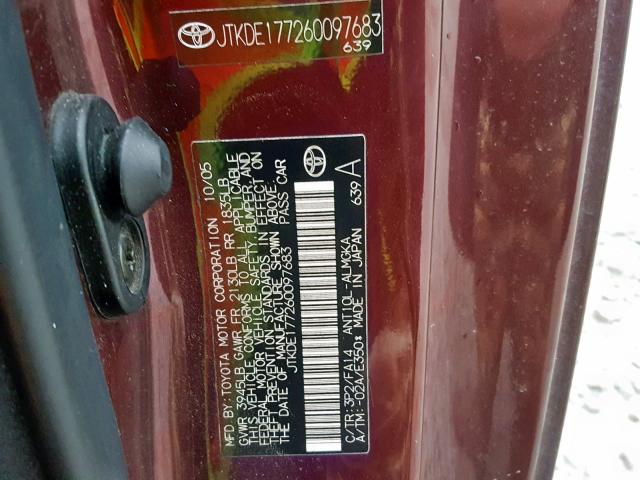 JTKDE177260097683
639
MFD.BY:TOYOTA MOTOR CORPORATION 10/05
GVWR 3945LB GAWR FR 2130LB RR 1835LB
THIS VEHICLE CONFORMS TO ALL APPLICABLE
FEDERAL MOTOR VEHICLE SAFETY,BUMPER,AND
THEFT PREVENTION STANDARDS IN EFFECT ON
THE DATE OF MANUFACTURE SHOWN ABOVE.
JTKDE177260097683 PASS CAR
C/TR:3P2/FA14 ANT10L-ALMGKA
A/TM:-02A/E350* MADE IN JAPAN 639
A